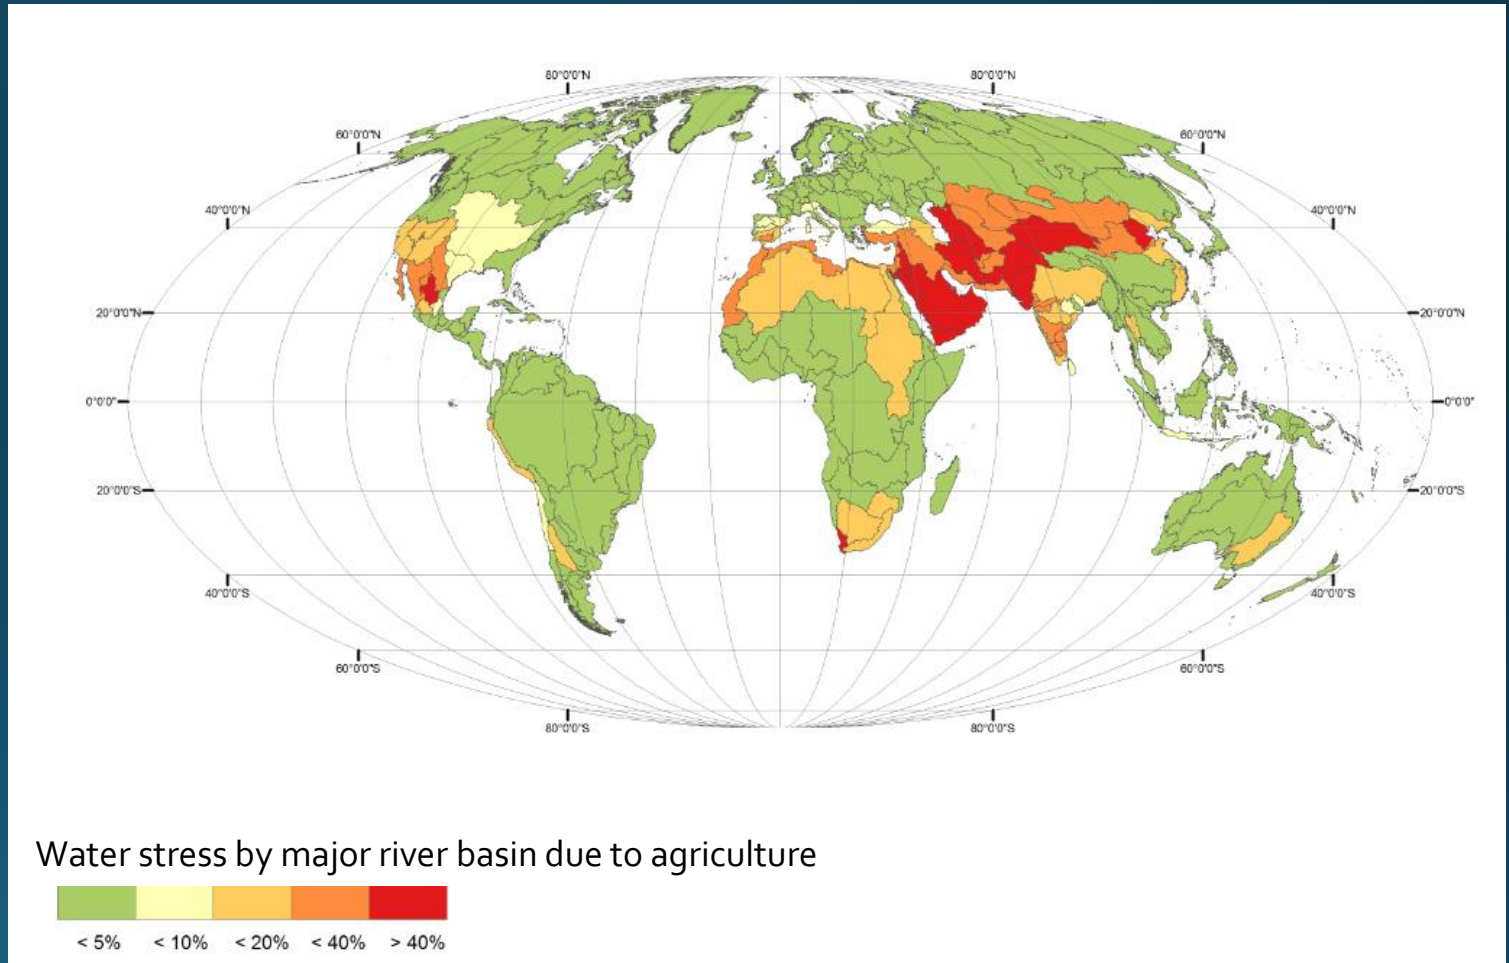 80°0'0"N 80°0'0"N
60°0'0"N 60°0'0"N
40°0'0"N 40°0'0"N
20°0'0"N 20°0'0"N
0°0'0" 0°0'0"
20°0'0"S 20°0'0"S
40°0'0"S 40°0'0"S
60°0'0"S 60°0'0"S
80°0'0"S 80°0'0"S
Water stress by major river basin due to agriculture
< 5% < 10% < 20% < 40% > 40%